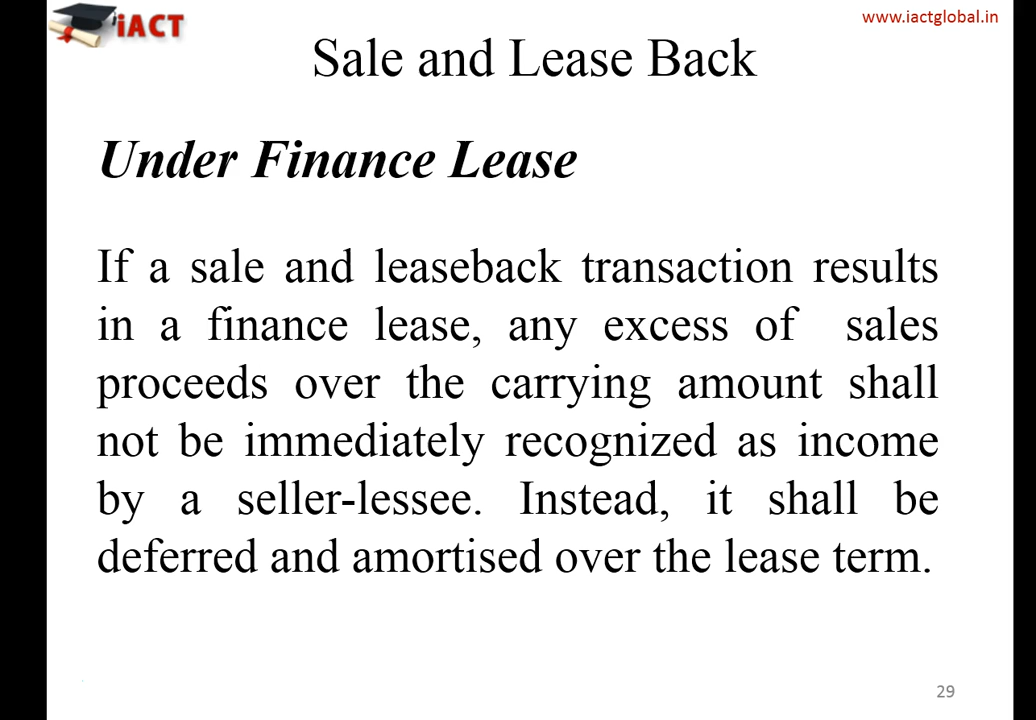 iACT
www.iactglobal.in
Sale and Lease Back
Under Finance Lease
If a sale and leaseback transaction results
in a finance lease, any excess of sales
proceeds over the carrying amount shall
not be immediately recognized as income
by a seller-lessee. Instead, it shall be
deferred and amortised over the lease term.
29